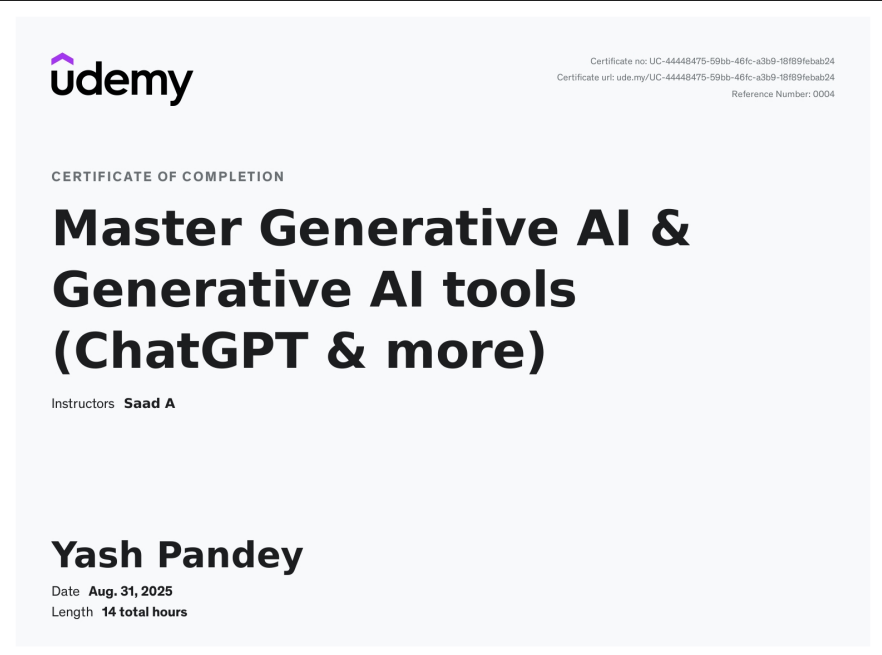 udemy
Certificate no: UC-44448475-59bb-46fc-a3b9-18f89febab24
Certificate url: ude.my/UC-44448475-59bb-46fc-a3b9-18f89febab24
Reference Number: 0004
CERTIFICATE OF COMPLETION
Master Generative AI &
Generative AI tools
(ChatGPT & more)
Instructors Saad A
Yash Pandey
Date Aug. 31, 2025
Length 14 total hours